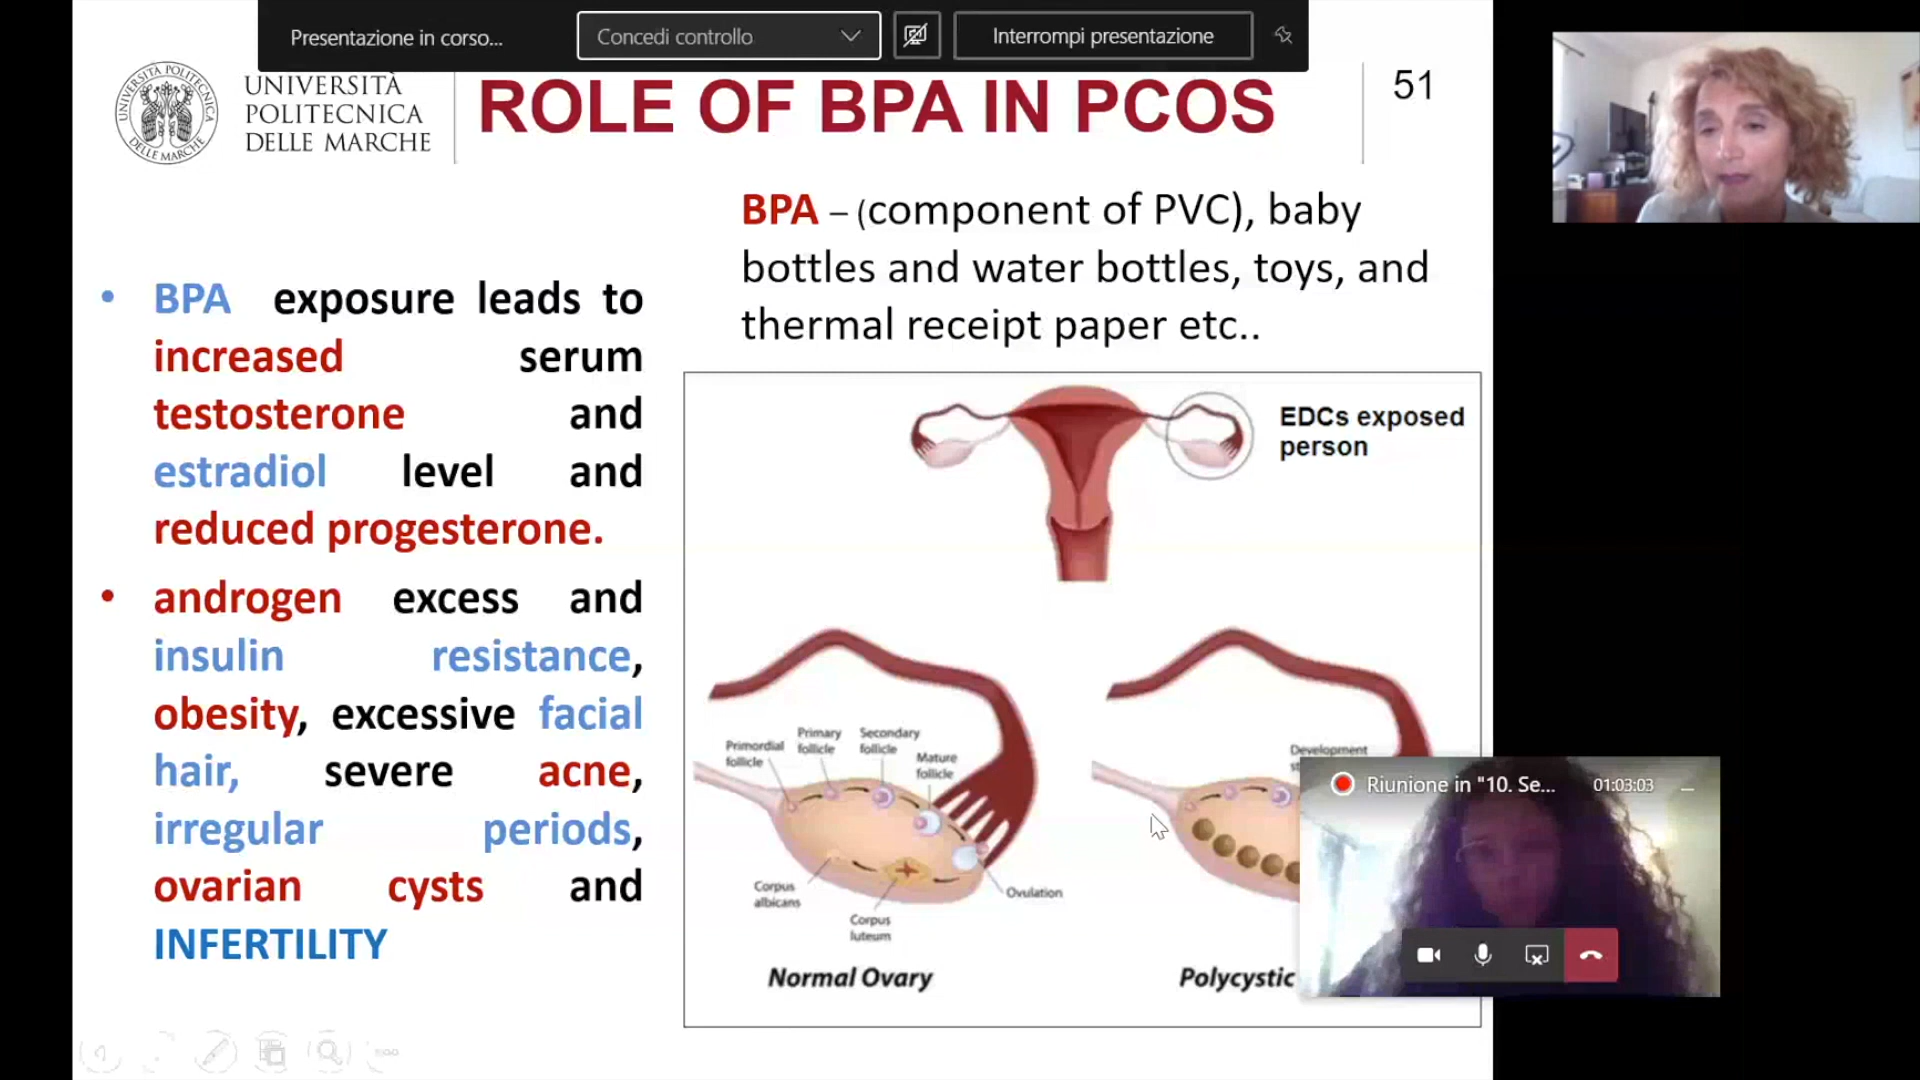 Presentazione in corso...
Concedi controllo
Interrompi presentazione
UNIVERSITÀ
POLITECNICA
DELLE MARCHE
UNIVERSITÀ POLITECNICA
DELLE MARCHE
ROLE OF BPA IN PCOS
51
BPA – (component of PVC), baby
bottles and water bottles, toys, and
thermal receipt paper etc..
• BPA exposure leads to
increased serum
testosterone and
estradiol level and
reduced progesterone.
• androgen excess and
insulin resistance,
obesity, excessive facial
hair, severe acne,
irregular periods,
ovarian cysts and
INFERTILITY
EDCs exposed
person
Primordial
follicle
Primary
follicle
Secondary
follicle
Mature
follicle
Corpus
albicans
Corpus
luteum
Ovulation
Normal Ovary
Development
Polycystic
Riunione in "10. Se...
01:03:03